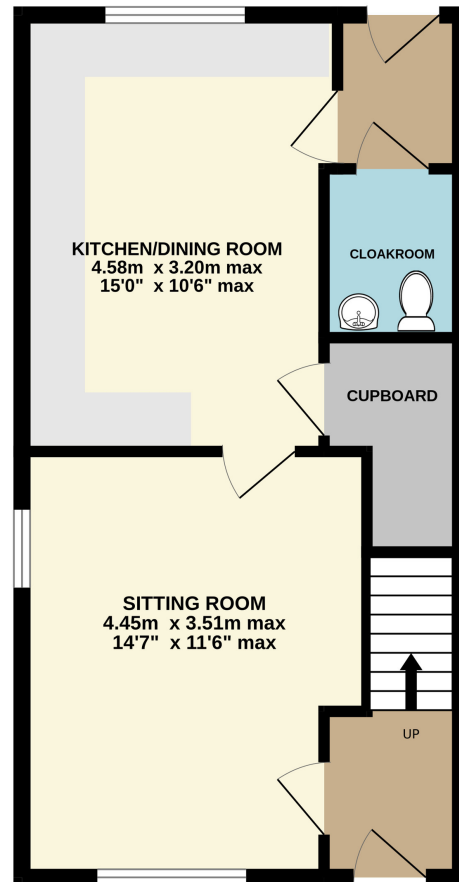 KITCHEN/DINING ROOM
4.58m x 3.20m max
15'0" x 10'6" max
CLOAKROOM
CUPBOARD
SITTING ROOM
4.45m x 3.51m max
14'7" x 11'6" max
UP